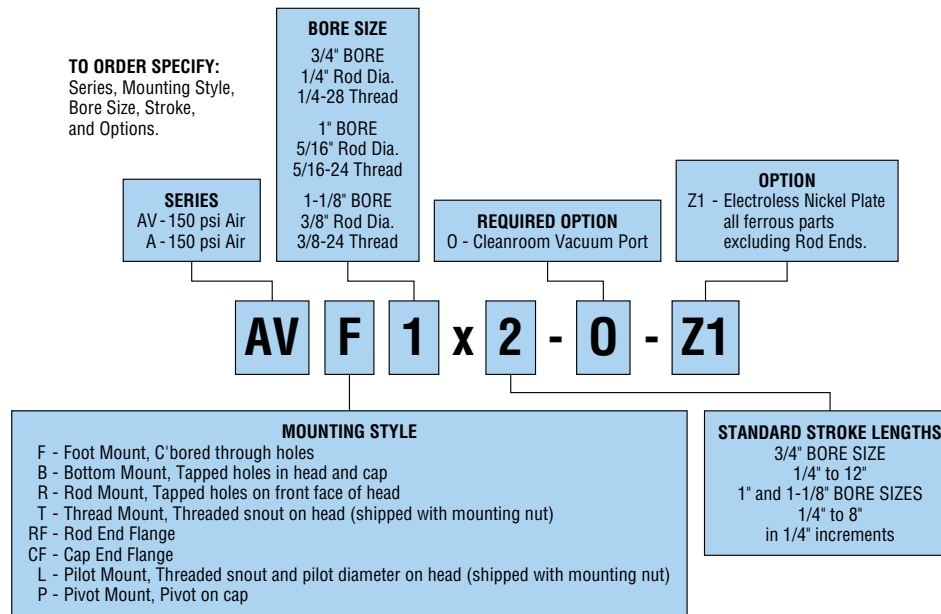 TO ORDER SPECIFY:
Series, Mounting Style,
Bore Size, Stroke,
and Options.
BORE SIZE
3/4" BORE
1/4" Rod Dia.
1/4-28 Thread
1" BORE
5/16" Rod Dia.
5/16-24 Thread
1-1/8" BORE
3/8" Rod Dia.
3/8-24 Thread
SERIES
AV - 150 psi Air
A - 150 psi Air
REQUIRED OPTION
O - Cleanroom Vacuum Port
OPTION
Z1 - Electroless Nickel Plate
all ferrous parts
excluding Rod Ends.
AV F 1 x 2 - O - Z1
MOUNTING STYLE
F - Foot Mount, C'bored through holes
B - Bottom Mount, Tapped holes in head and cap
R - Rod Mount, Tapped holes on front face of head
T - Thread Mount, Threaded snout on head (shipped with mounting nut)
RF - Rod End Flange
CF - Cap End Flange
L - Pilot Mount, Threaded snout and pilot diameter on head (shipped with mounting nut)
P - Pivot Mount, Pivot on cap
STANDARD STROKE LENGTHS
3/4" BORE SIZE
1/4" to 12"
1" and 1-1/8" BORE SIZES
1/4" to 8"
in 1/4" increments